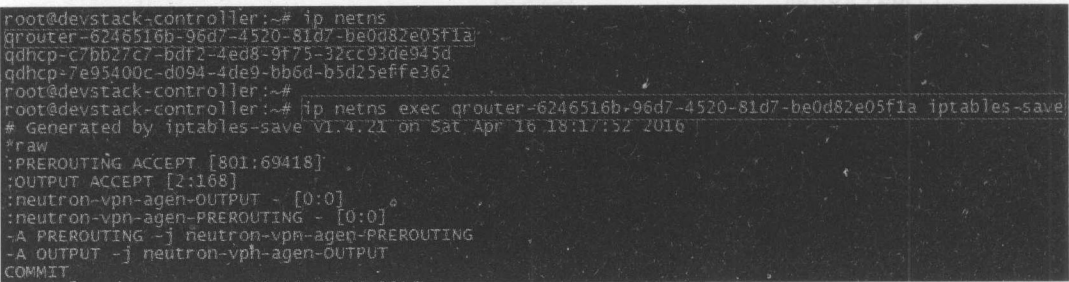 root@devstack-controller:~# ip netns
qrouter-6246516b-96d7-4520-81d7-be0d82e05f1a
qdhcp-c7bb27c7-bdf2-4ed8-9f75-32cc93de945d
qdhcp-7e95400c-d094-4de9-bb6d-b5d25effe362
root@devstack-controller:~#
root@devstack-controller:~# ip netns exec qrouter-6246516b-96d7-4520-81d7-be0d82e05f1a iptables-save
# Generated by iptables-save v1.4.21 on Sat Apr 16 18:17:52 2016
*raw
:PREROUTING ACCEPT [801:69418]
:OUTPUT ACCEPT [2:168]
:neutron-vpn-agen-OUTPUT - [0:0]
:neutron-vpn-agen-PREROUTING - [0:0]
-A PREROUTING -j neutron-vpn-agen-PREROUTING
-A OUTPUT -j neutron-vpn-agen-OUTPUT
COMMIT